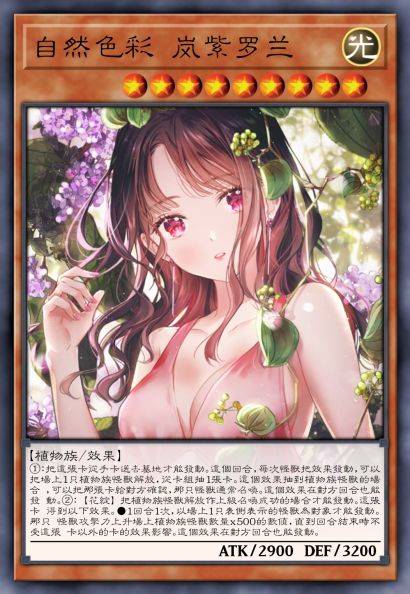 自然色彩 岚紫罗兰
光
【植物族/效果】
①：把這張卡從手卡送去墓地才能發動。這個回合，每次怪獸把效果發動，可以
把場上1只植物族怪獸解放，從卡組抽1張卡。這個效果抽到植物族怪獸的場
合，可以把那張卡給對方確認，那只怪獸通常召喚。這個效果在對方回合也能發
發 動。②：【花錠】把植物族怪獸解放作上級召喚成功的場合才能發動。這張
卡 得到以下效果。●1回合1次，以場上1只表側表示的怪獸為對象才能發動。
那只 怪獸攻擊力上升場上植物族怪獸數量x500的數值，直到回合結束時不
受這張 卡以外的卡的效果影響。這個效果在對方回合也能發動。
ATK/2900 DEF/3200